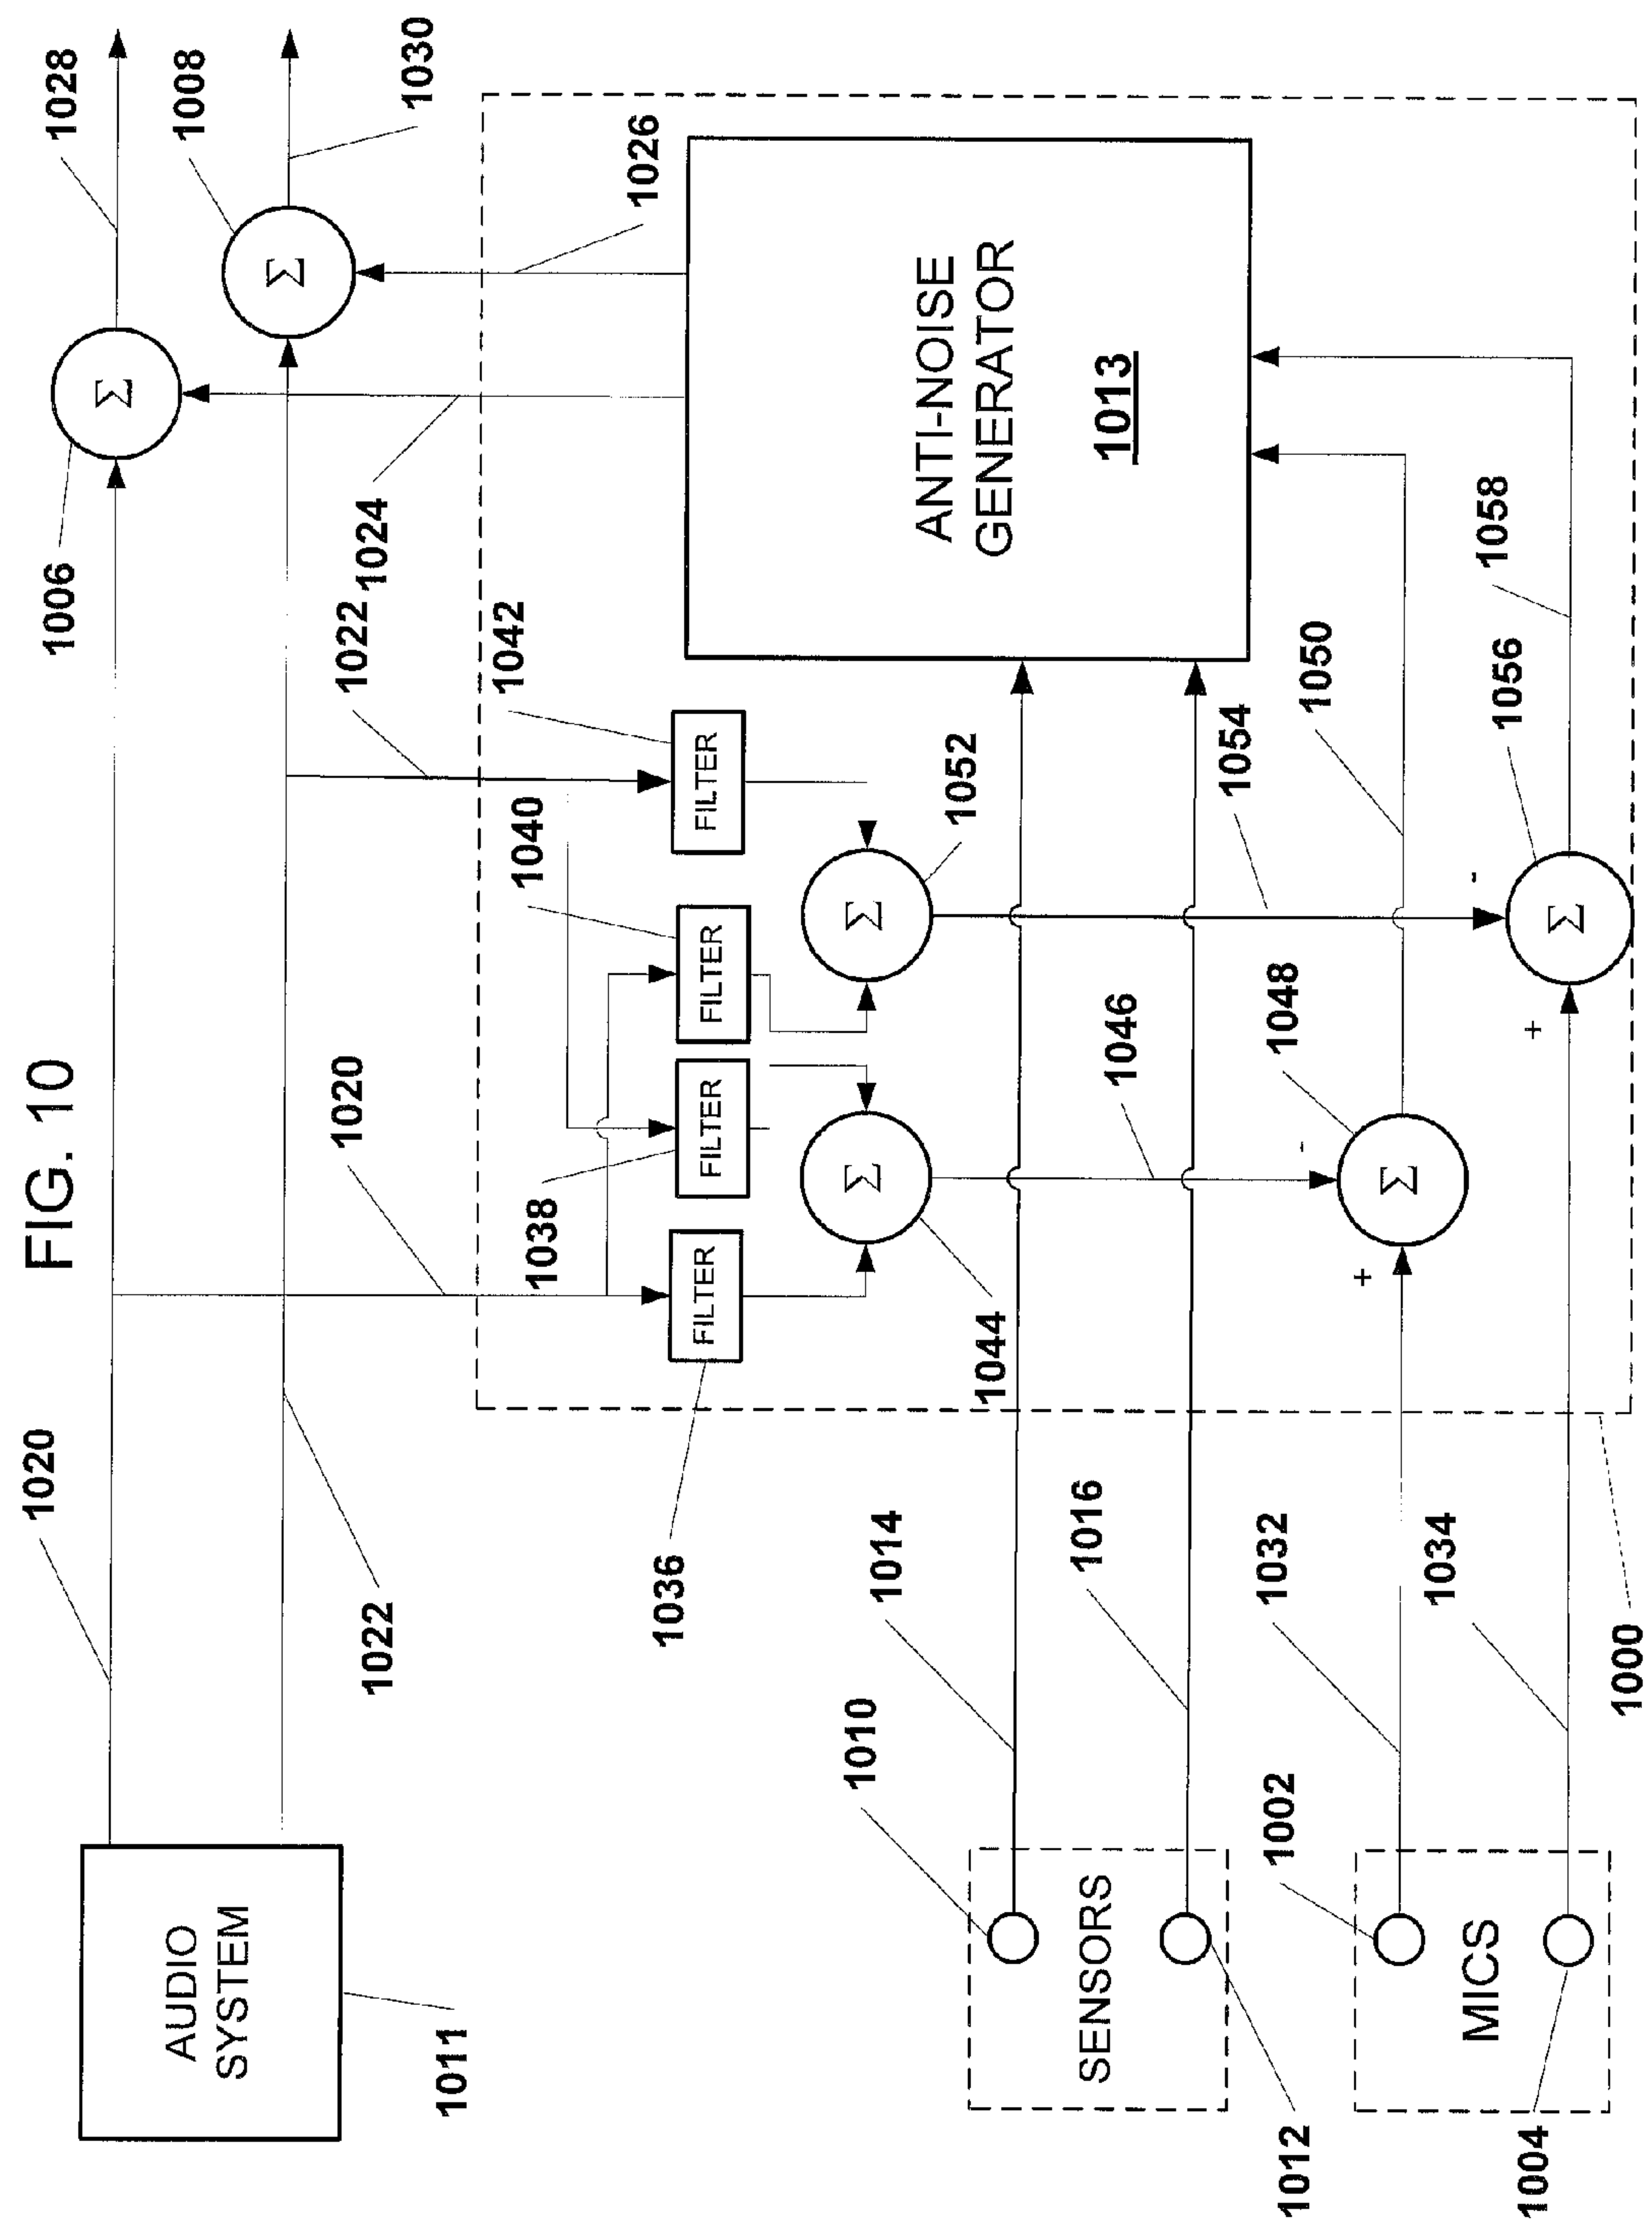 FIG. 10
1020
1006
1028
1008
1030
Σ
Σ
AUDIO
SYSTEM
1011
1022
1020
1022
1024
1026
1038
1040
1042
FILTER
FILTER
FILTER
FILTER
1036
ANTI-NOISE
GENERATOR
1013
Σ
Σ
1044
1052
1010
1014
SENSORS
1016
1012
1046
1054
1050
1048
1002
1032
+
-
Σ
MICS
1034
1004
+
-
Σ
1056
1058
1000